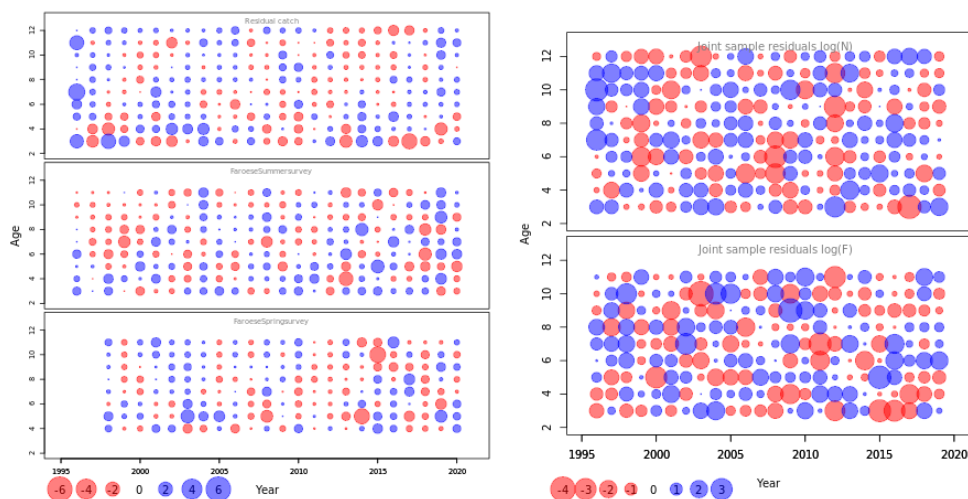 Residual catch
12
10
8
6
4
2
FaroeseSummersurvey
12
10
8
6
4
2
Age
FaroeseSpringsurvey
12
10
8
6
4
2
1995 2000 2005 2010 2015 2020
-6 -4 -2 0 2 4 6 Year
Joint sample residuals log(N)
12
10
8
6
4
2
Age
Joint sample residuals log(F)
12
10
8
6
4
2
1995 2000 2005 2010 2015 2020
-4 -3 -2 -1 0 1 2 3 Year